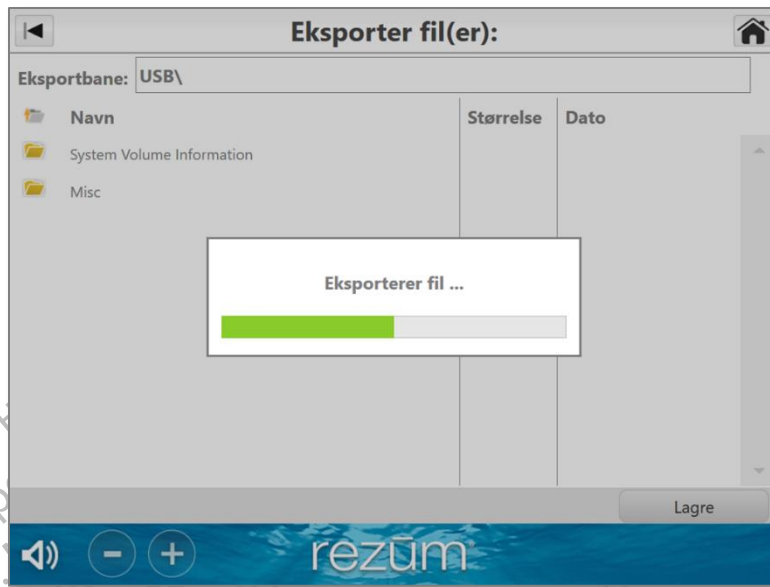 Eksporter fil(er):
Eksportbane: USB\
Navn Størrelse Dato
System Volume Information
Misc
Eksporterer fil ...
Lagre
rezūm